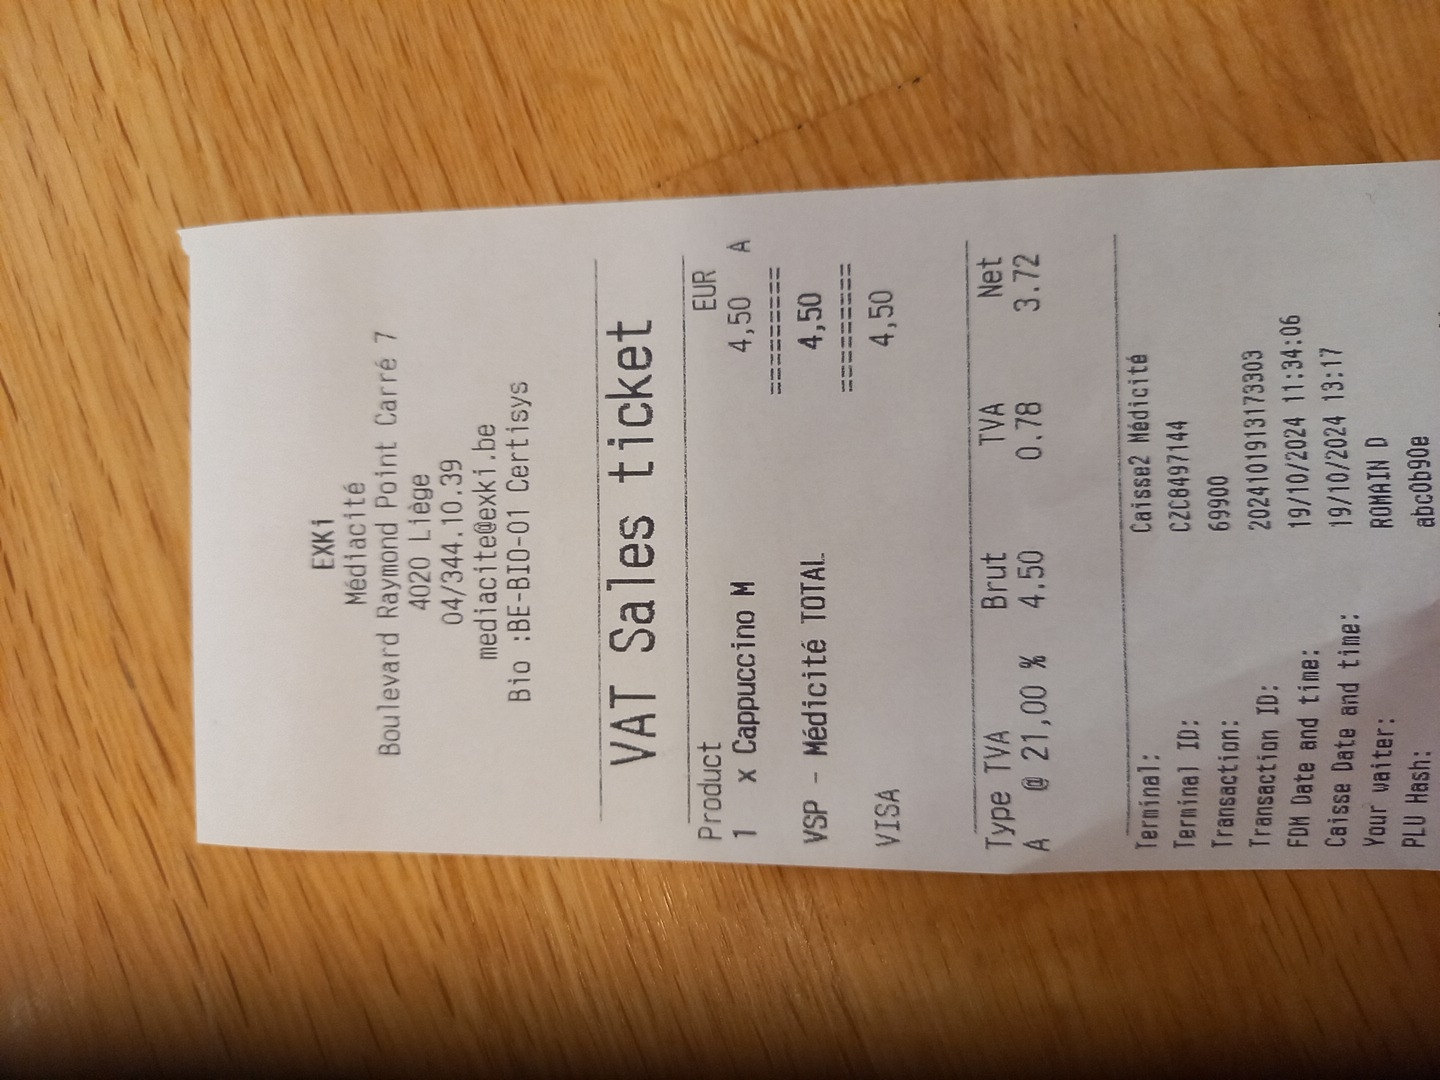 EXKi
Médiacité
Boulevard Raymond Point Carré 7
4020 Liège
04/344.10.39
mediacite@exki.be
Bio :BE-BIO-01 Certisys
VAT Sales ticket
Product EUR
1 x Cappuccino M 4,50 A
=========
VSP - Médicité TOTAL 4,50
=========
VISA 4,50
Type TVA Brut TVA Net
A @ 21,00 % 4.50 0.78 3.72
Terminal: Caisse2 Médicité
Terminal ID: CZC8497144
Transaction: 69900
Transaction ID: 20241019131733​03
FDM Date and time: 19/10/2024 11:34:06
Caisse Date and time: 19/10/2024 13:17
Your waiter: ROMAIN D
PLU Hash: abc0b90e